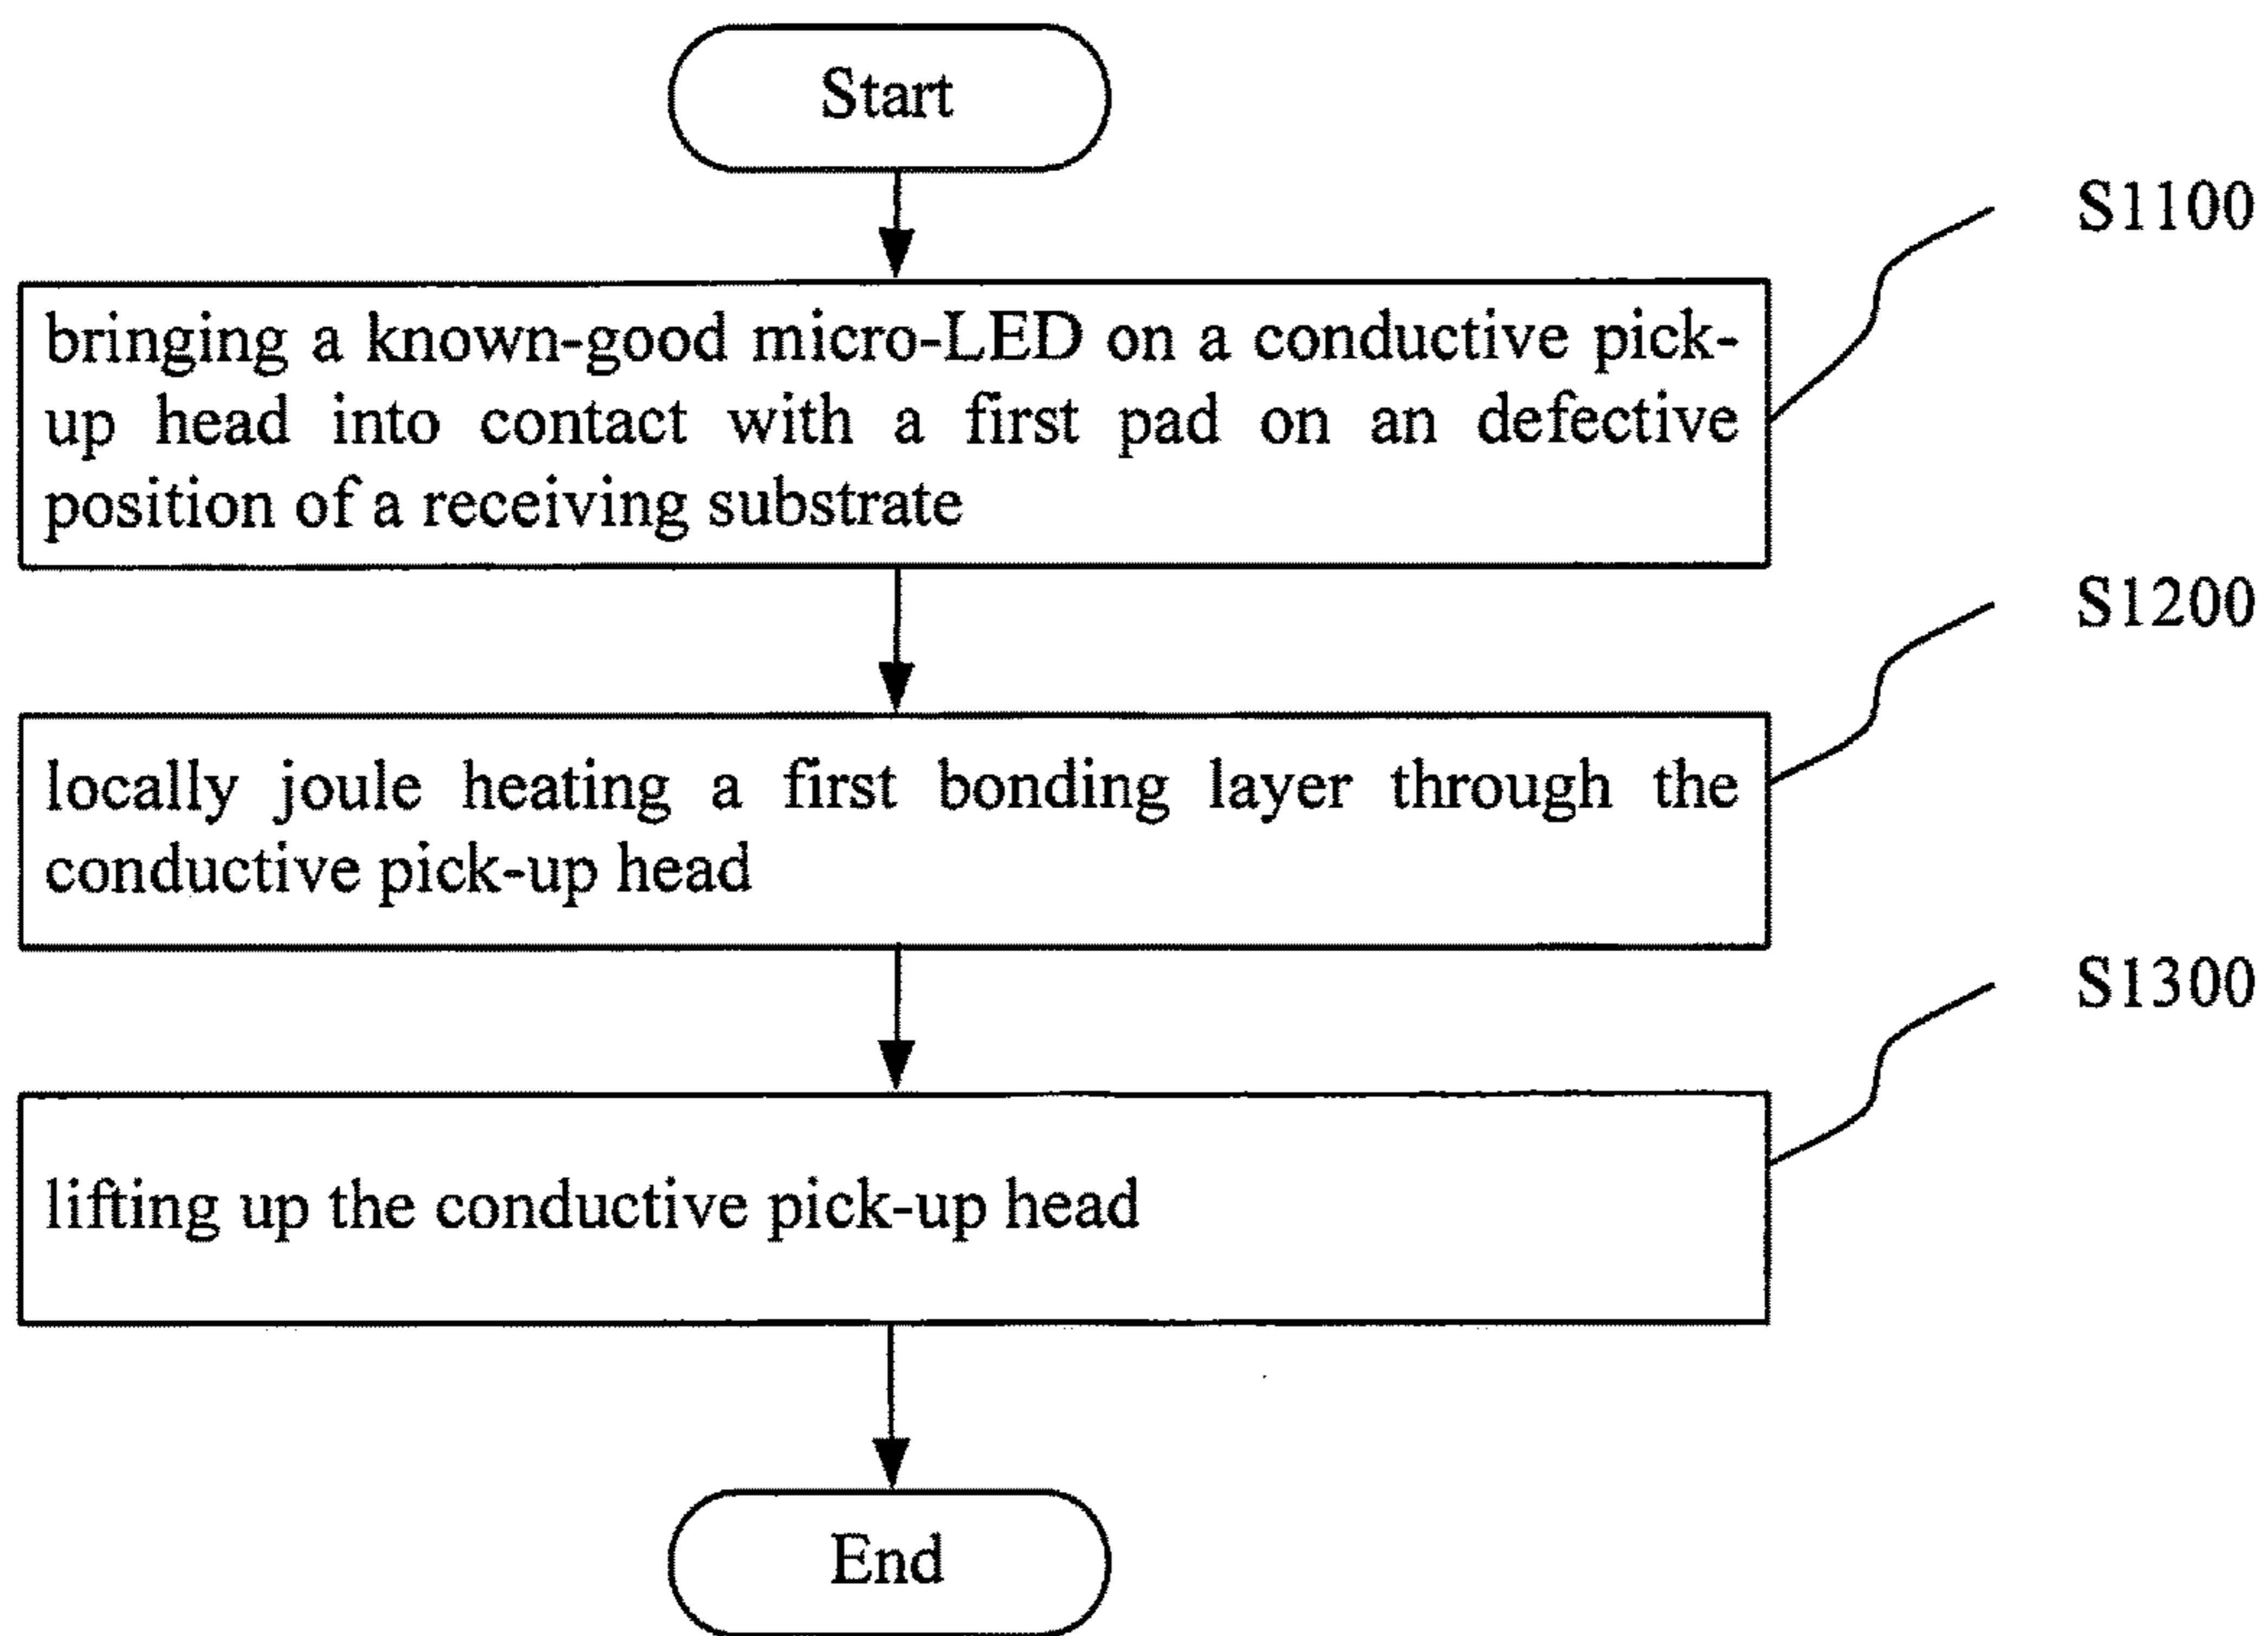 Start
S1100
bringing a known-good micro-LED on a conductive pick-
up head into contact with a first pad on an defective
position of a receiving substrate
S1200
locally joule heating a first bonding layer through the
conductive pick-up head
S1300
lifting up the conductive pick-up head
End